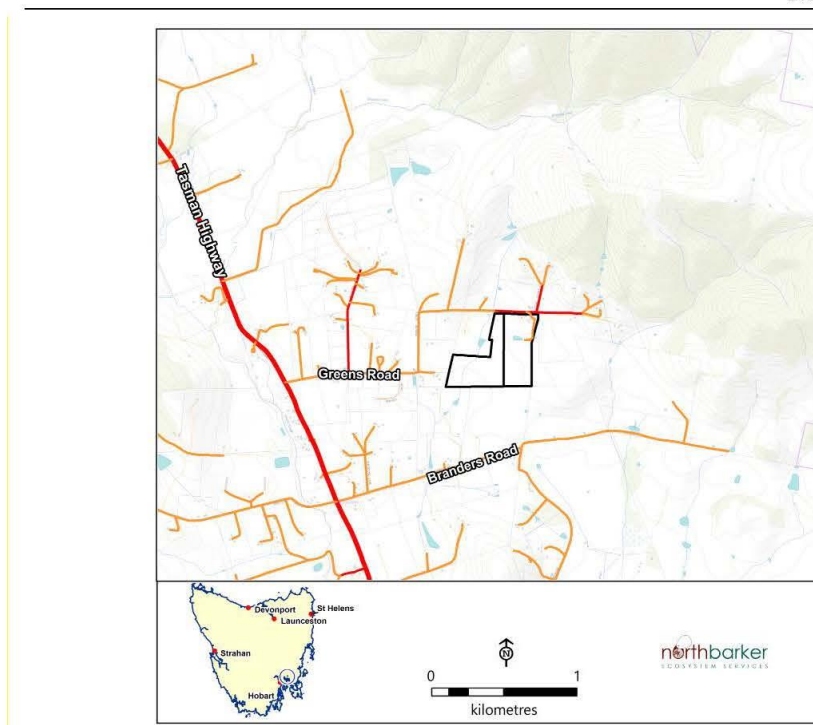 Tasman Highway
Greens Road
Branders Road
Devonport
St Helens
Launceston
Strahan
Hobart
N
0 1
kilometres
northbarker
ECOSYSTEM SERVICES